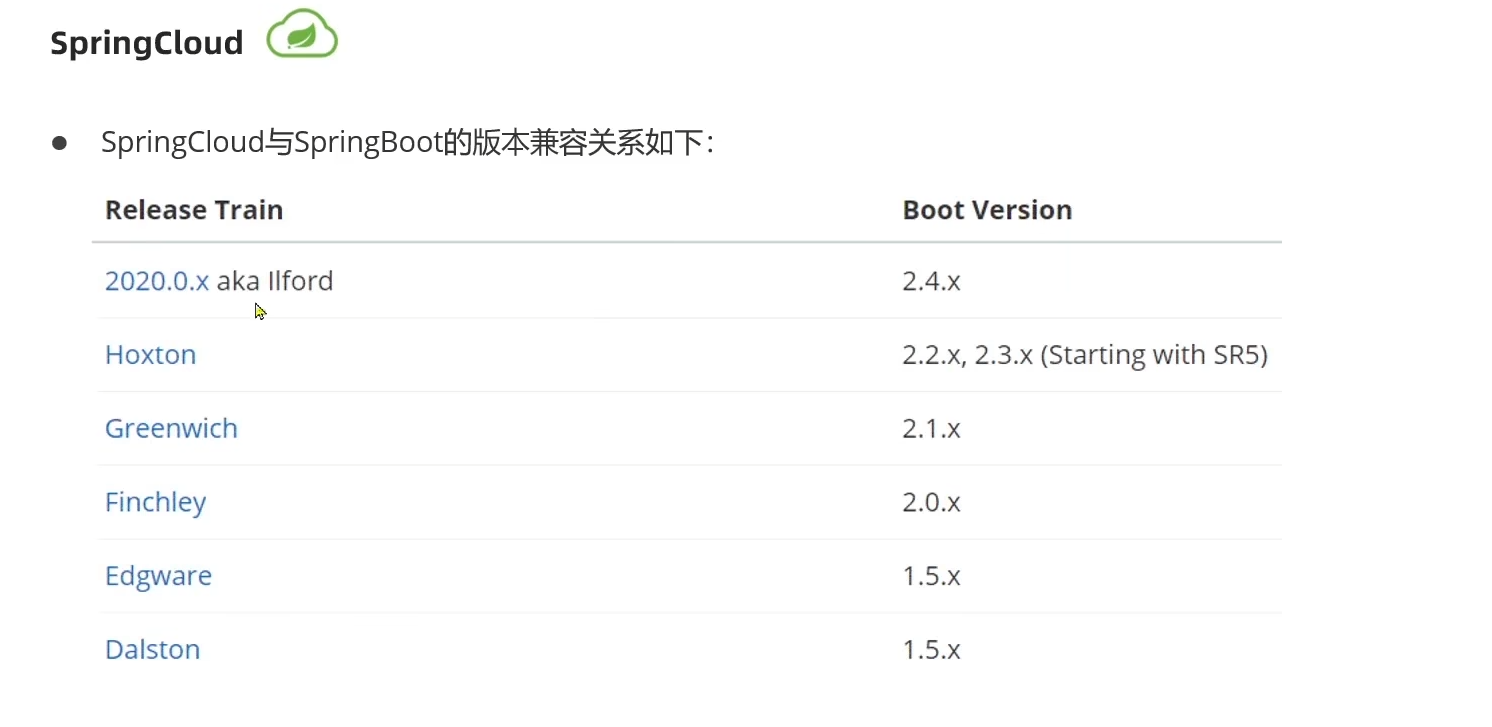 SpringCloud
SpringCloud与SpringBoot的版本兼容关系如下：
Release Train Boot Version
2020.0.x aka Ilford 2.4.x
Hoxton 2.2.x, 2.3.x (Starting with SR5)
Greenwich 2.1.x
Finchley 2.0.x
Edgware 1.5.x
Dalston 1.5.x